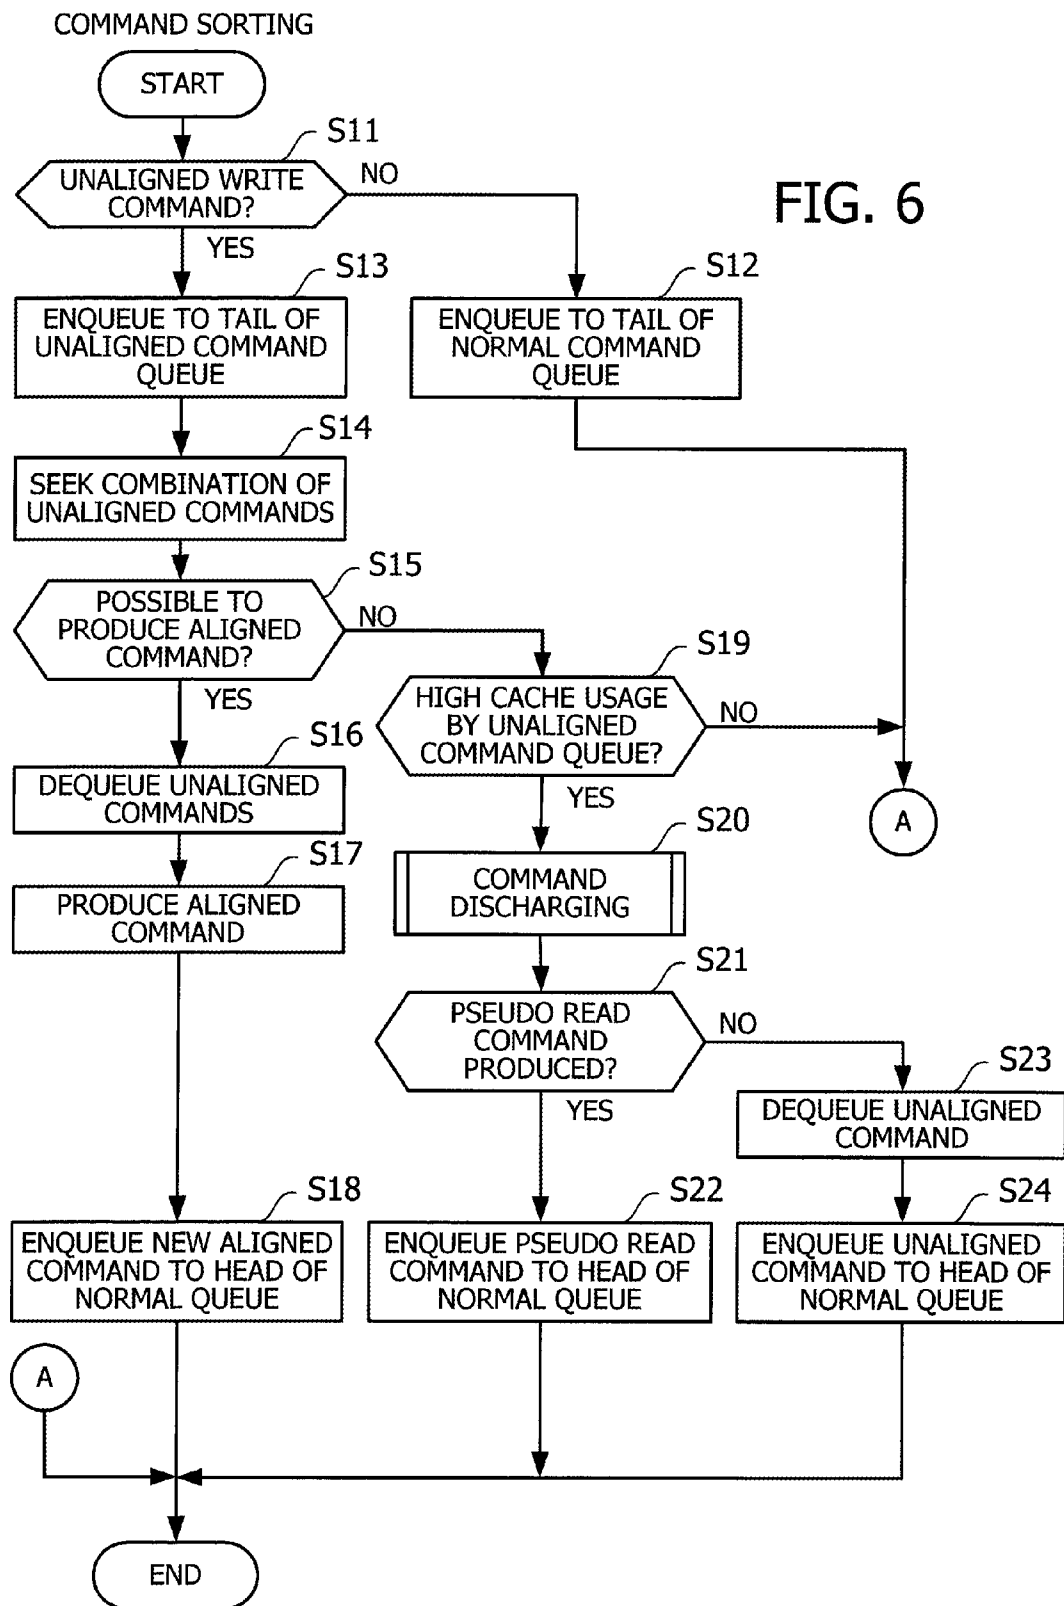 COMMAND SORTING
START
S11
UNALIGNED WRITE
COMMAND?
NO
YES
FIG. 6
S13
ENQUEUE TO TAIL OF
UNALIGNED COMMAND
QUEUE
S12
ENQUEUE TO TAIL OF
NORMAL COMMAND
QUEUE
S14
SEEK COMBINATION OF
UNALIGNED COMMANDS
S15
POSSIBLE TO
PRODUCE ALIGNED
COMMAND?
NO
YES
S19
HIGH CACHE USAGE
BY UNALIGNED
COMMAND QUEUE?
NO
YES
A
S16
DEQUEUE UNALIGNED
COMMANDS
S17
PRODUCE ALIGNED
COMMAND
S20
COMMAND
DISCHARGING
S21
PSEUDO READ
COMMAND
PRODUCED?
NO
YES
S23
DEQUEUE UNALIGNED
COMMAND
S18
ENQUEUE NEW ALIGNED
COMMAND TO HEAD OF
NORMAL QUEUE
S22
ENQUEUE PSEUDO READ
COMMAND TO HEAD OF
NORMAL QUEUE
S24
ENQUEUE UNALIGNED
COMMAND TO HEAD OF
NORMAL QUEUE
A
END